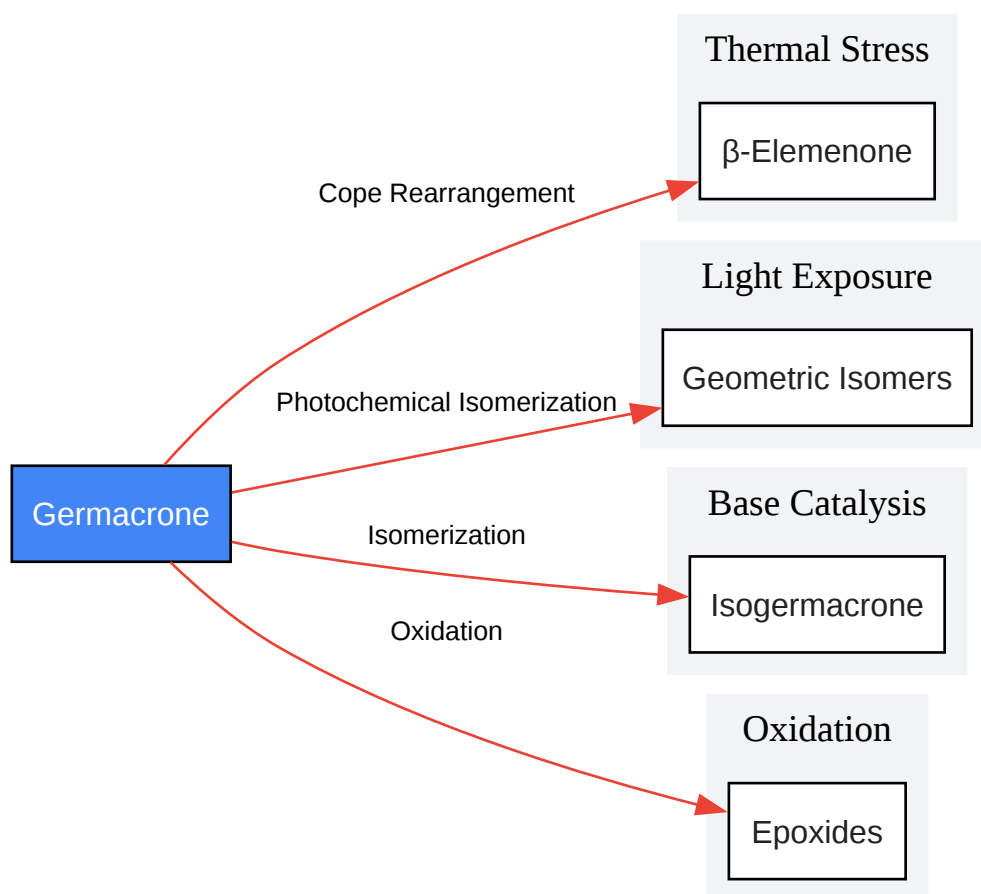 Thermal Stress
β-Elemenone
Cope Rearrangement
Light Exposure
Geometric Isomers
Photochemical Isomerization
Germacrone
Base Catalysis
Isomerization
Isogermacrone
Oxidation
Oxidation
Epoxides